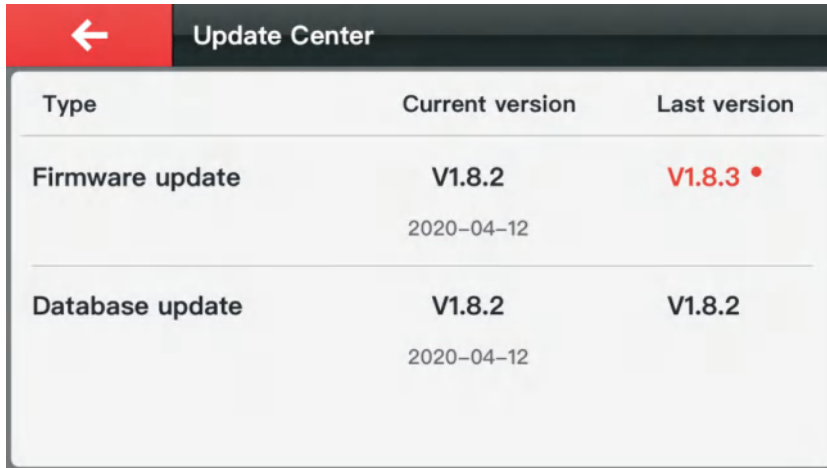 Update Center
Type Current version Last version
Firmware update V1.8.2 V1.8.3
2020-04-12
Database update V1.8.2 V1.8.2
2020-04-12